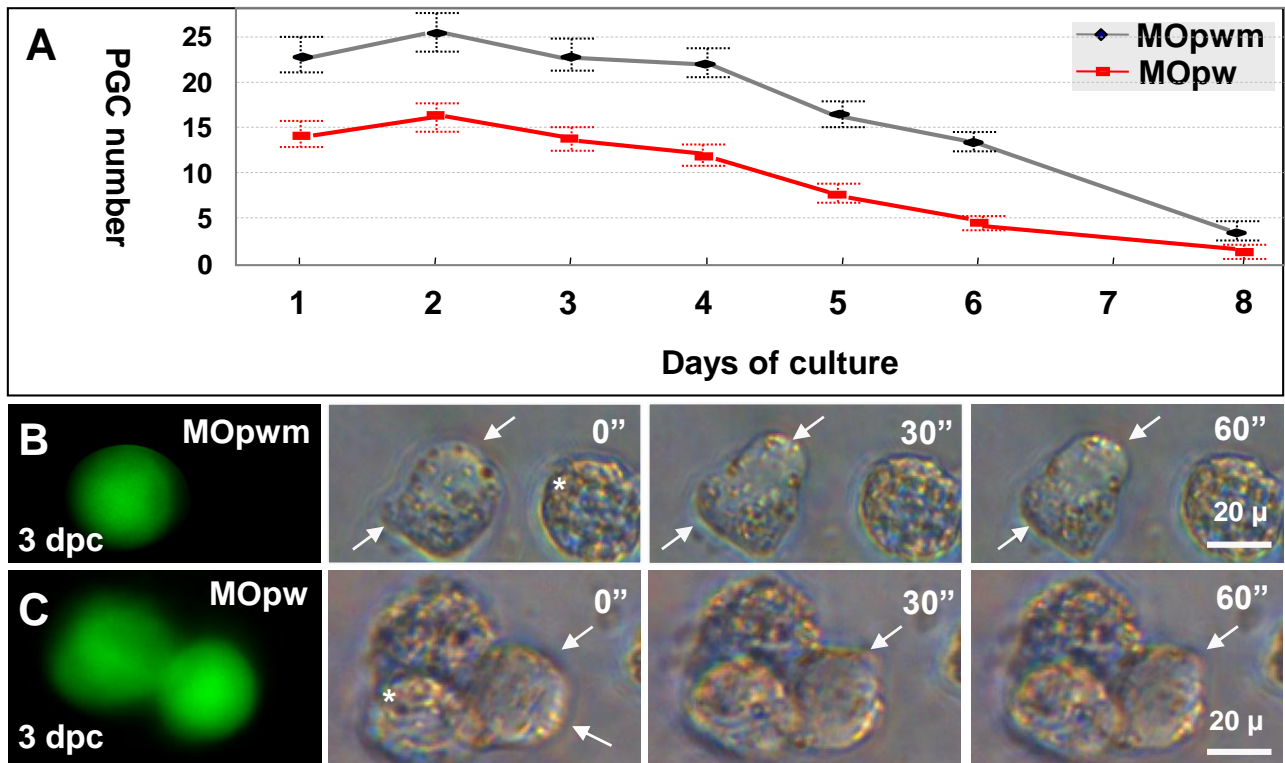 A
PGC number
25
20
15
10
5
0
MOpwm
MOpw
1 2 3 4 5 6 7 8
Days of culture
B
MOpwm
3 dpc
0”
*
30”
60”
20 µ
C
MOpw
3 dpc
0”
*
30”
60”
20 µ